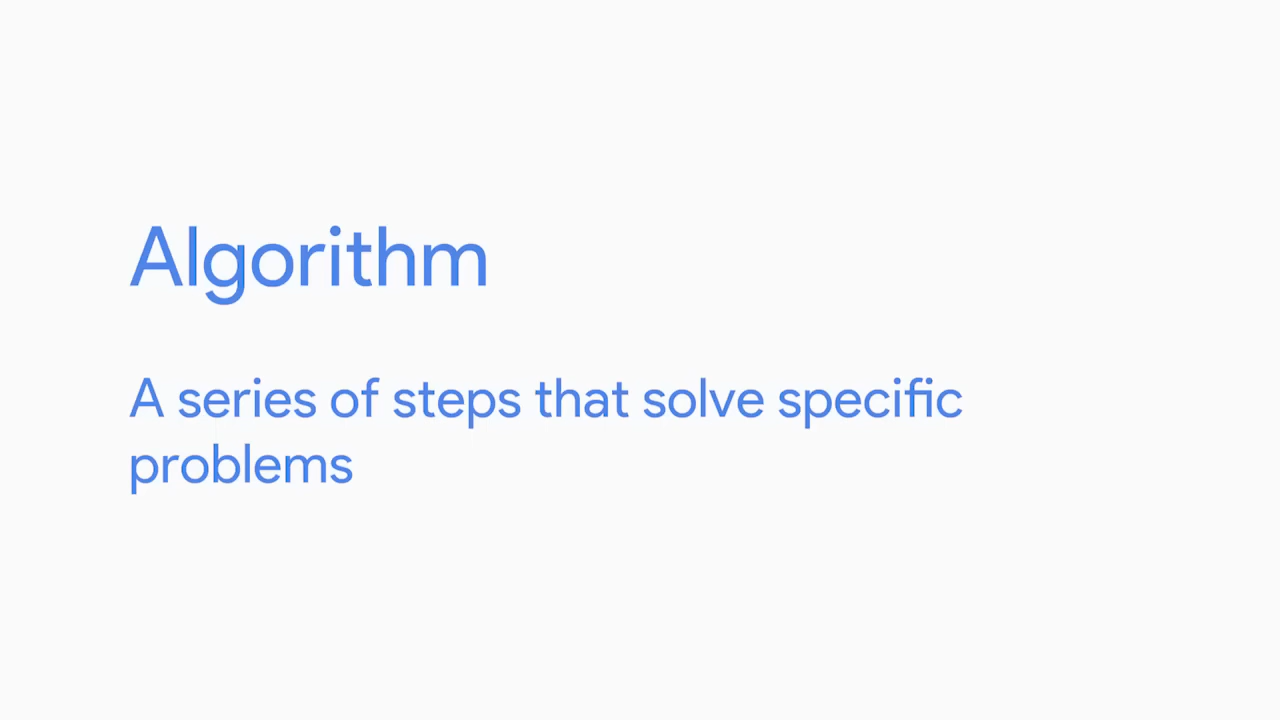 Algorithm
A series of steps that solve specific
problems